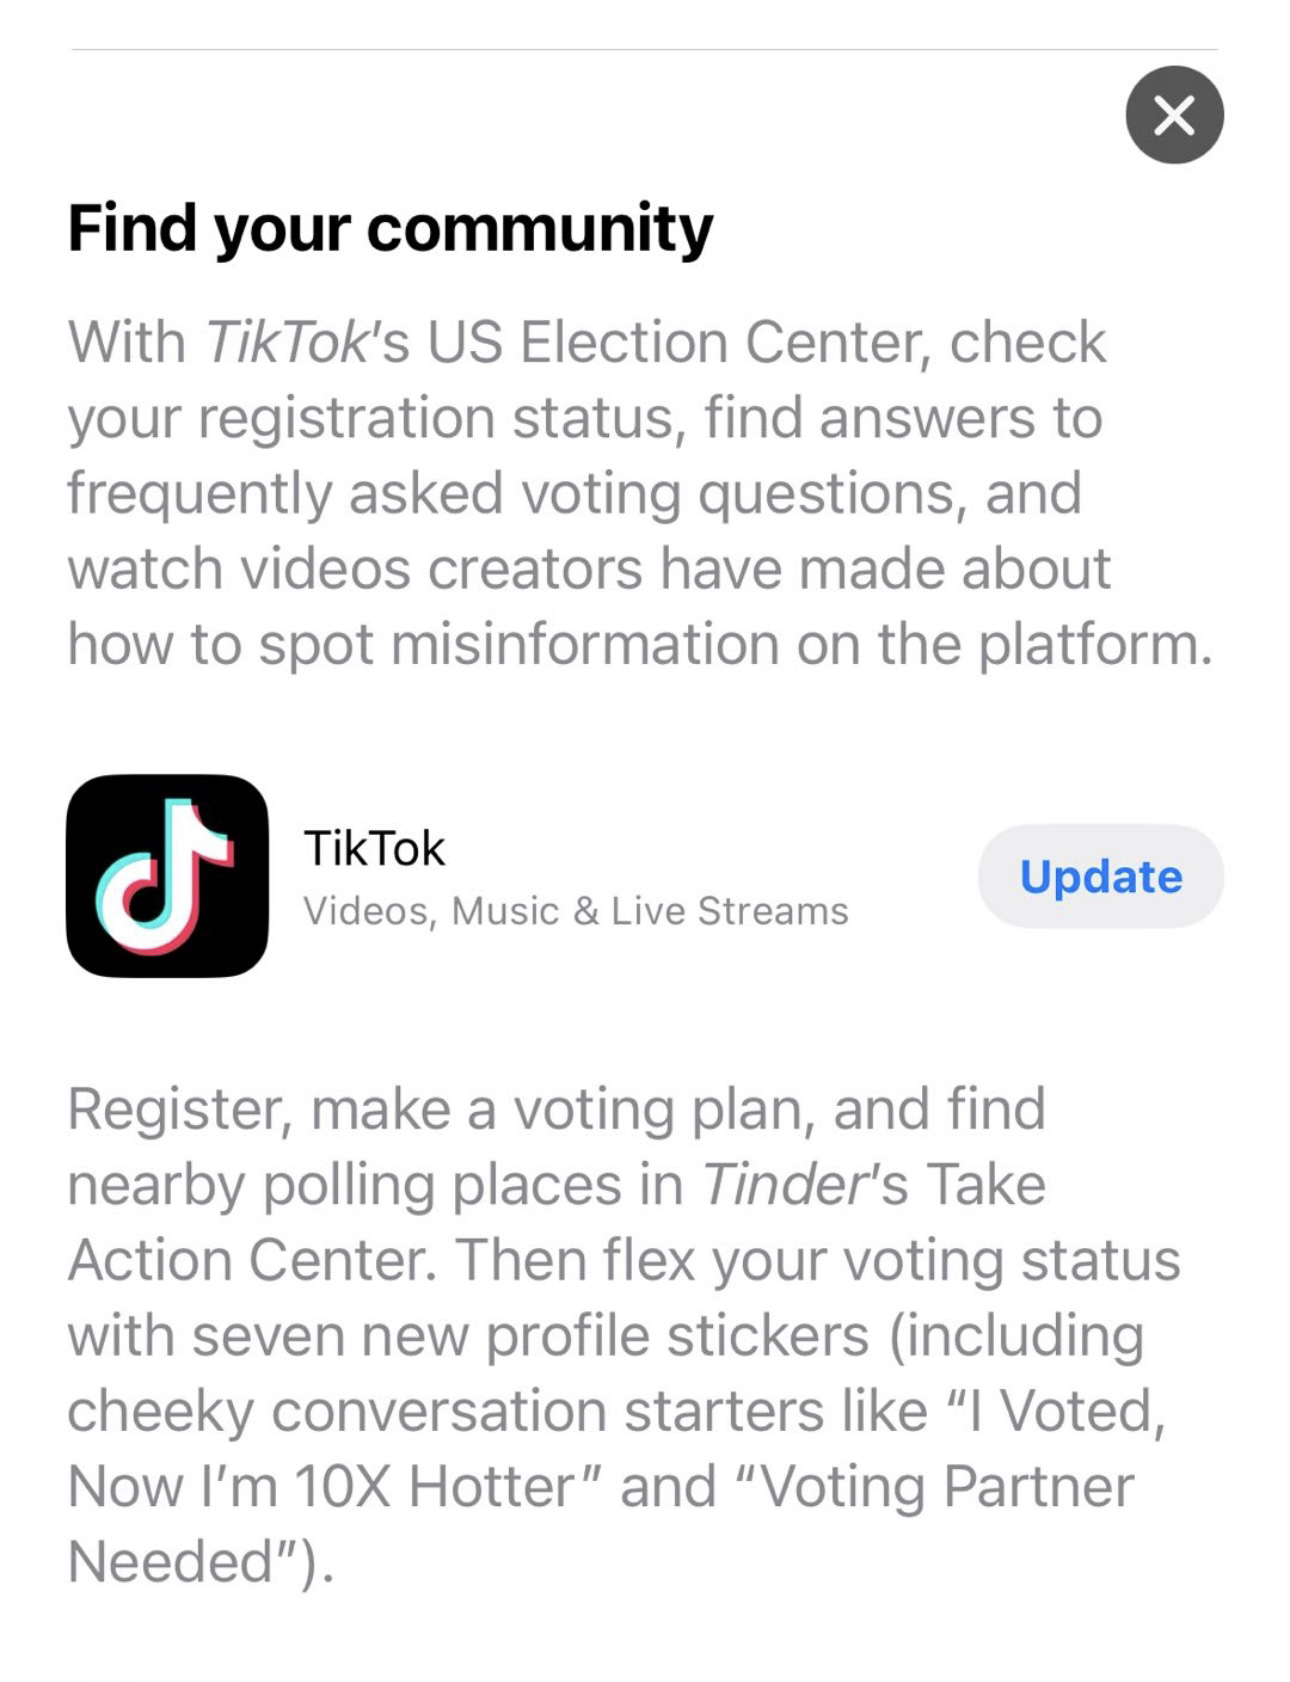 Find your community
With TikTok's US Election Center, check
your registration status, find answers to
frequently asked voting questions, and
watch videos creators have made about
how to spot misinformation on the platform.
TikTok
Videos, Music & Live Streams
Update
Register, make a voting plan, and find
nearby polling places in Tinder's Take
Action Center. Then flex your voting status
with seven new profile stickers (including
cheeky conversation starters like “I Voted,
Now I’m 10X Hotter” and “Voting Partner
Needed”).